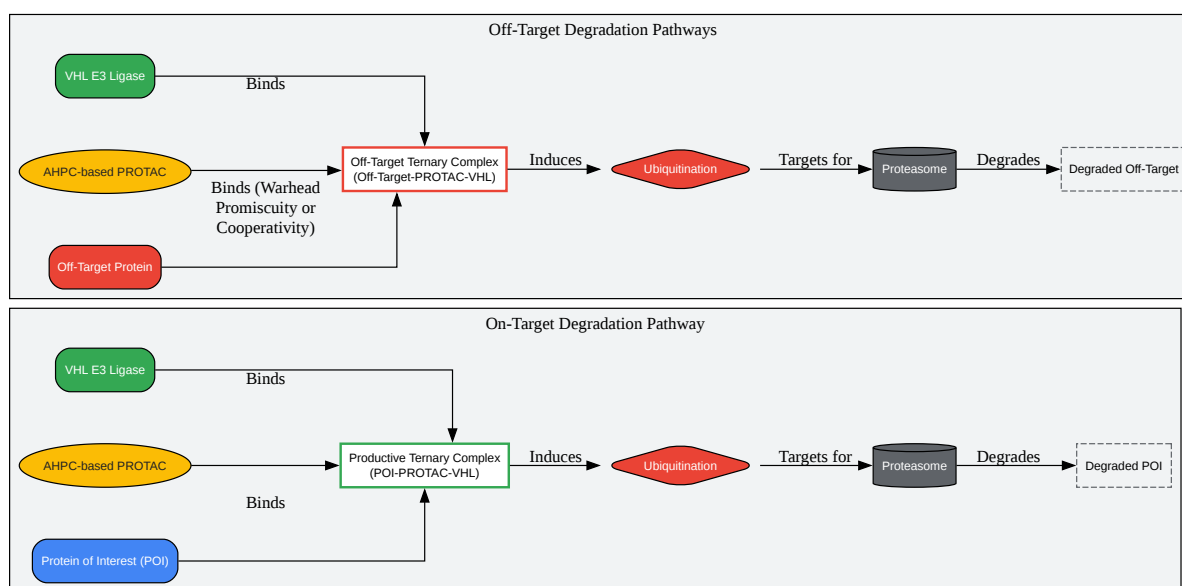 Off-Target Degradation Pathways
VHL E3 Ligase
Binds
AHPC-based PROTAC
Binds (Warhead
Promiscuity or
Cooperativity)
Off-Target Protein
Off-Target Ternary Complex
(Off-Target-PROTAC-VHL)
Induces
Ubiquitination
Targets for
Proteasome
Degrades
Degraded Off-Target
On-Target Degradation Pathway
VHL E3 Ligase
Binds
AHPC-based PROTAC
Binds
Protein of Interest (POI)
Productive Ternary Complex
(POI-PROTAC-VHL)
Induces
Ubiquitination
Targets for
Proteasome
Degrades
Degraded POI